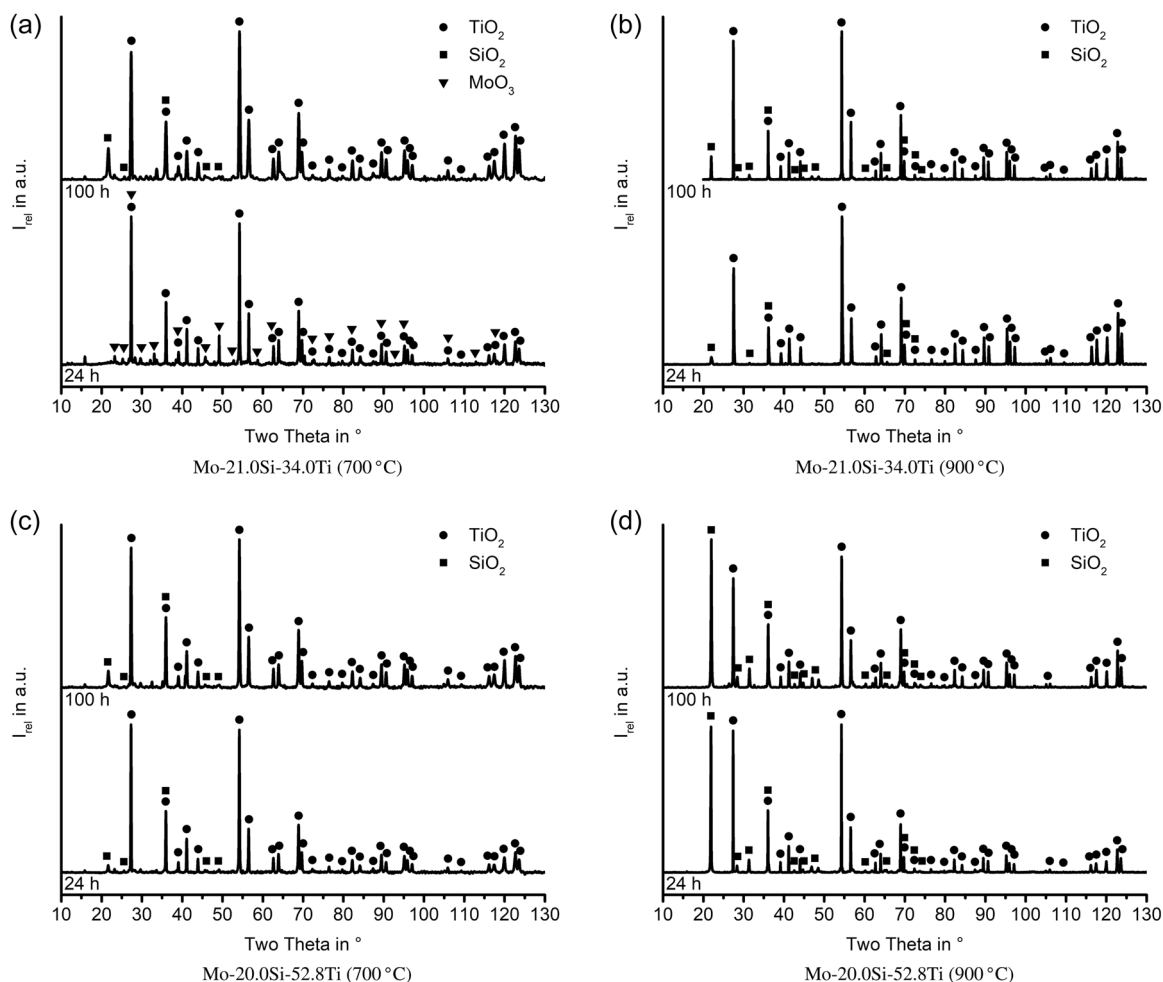 (a)
● TiO₂
■ SiO₂
▼ MoO₃
I_rel in a.u.
100 h
24 h
10 20 30 40 50 60 70 80 90 100 110 120 130
Two Theta in °
Mo-21.0Si-34.0Ti (700 °C)
(b)
● TiO₂
■ SiO₂
I_rel in a.u.
100 h
24 h
10 20 30 40 50 60 70 80 90 100 110 120 130
Two Theta in °
Mo-21.0Si-34.0Ti (900 °C)
(c)
● TiO₂
■ SiO₂
I_rel in a.u.
100 h
24 h
10 20 30 40 50 60 70 80 90 100 110 120 130
Two Theta in °
Mo-20.0Si-52.8Ti (700 °C)
(d)
● TiO₂
■ SiO₂
I_rel in a.u.
100 h
24 h
10 20 30 40 50 60 70 80 90 100 110 120 130
Two Theta in °
Mo-20.0Si-52.8Ti (900 °C)